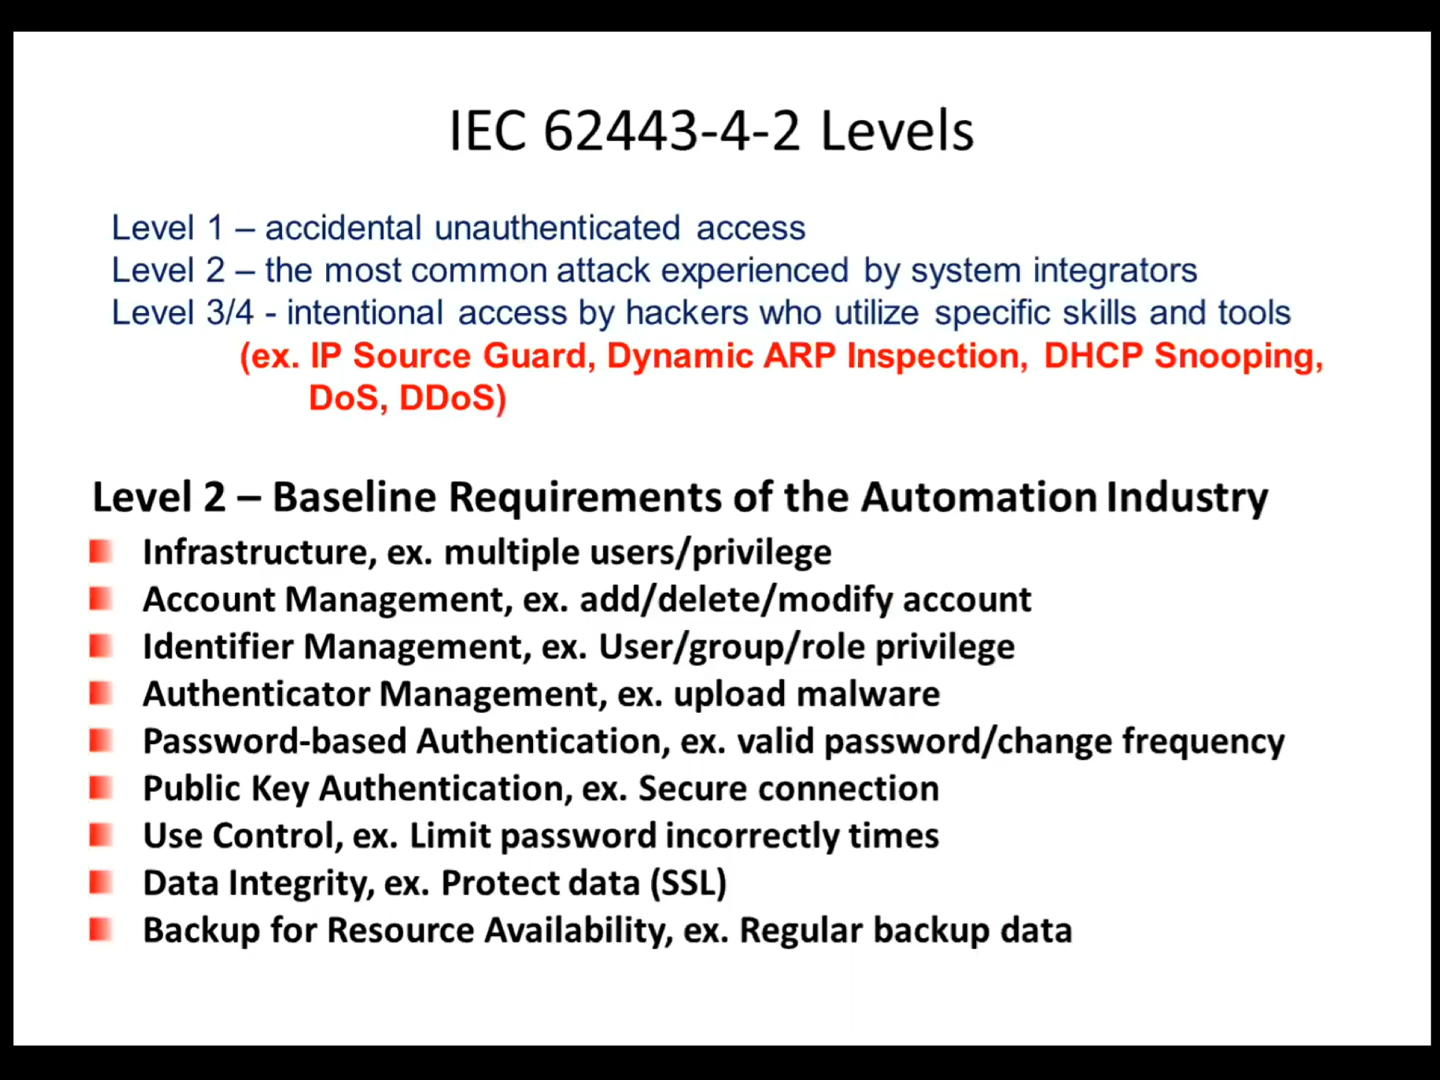 IEC 62443-4-2 Levels
Level 1 – accidental unauthenticated access
Level 2 – the most common attack experienced by system integrators
Level 3/4 - intentional access by hackers who utilize specific skills and tools
(ex. IP Source Guard, Dynamic ARP Inspection, DHCP Snooping,
DoS, DDoS)
Level 2 – Baseline Requirements of the Automation Industry
Infrastructure, ex. multiple users/privilege
Account Management, ex. add/delete/modify account
Identifier Management, ex. User/group/role privilege
Authenticator Management, ex. upload malware
Password-based Authentication, ex. valid password/change frequency
Public Key Authentication, ex. Secure connection
Use Control, ex. Limit password incorrectly times
Data Integrity, ex. Protect data (SSL)
Backup for Resource Availability, ex. Regular backup data